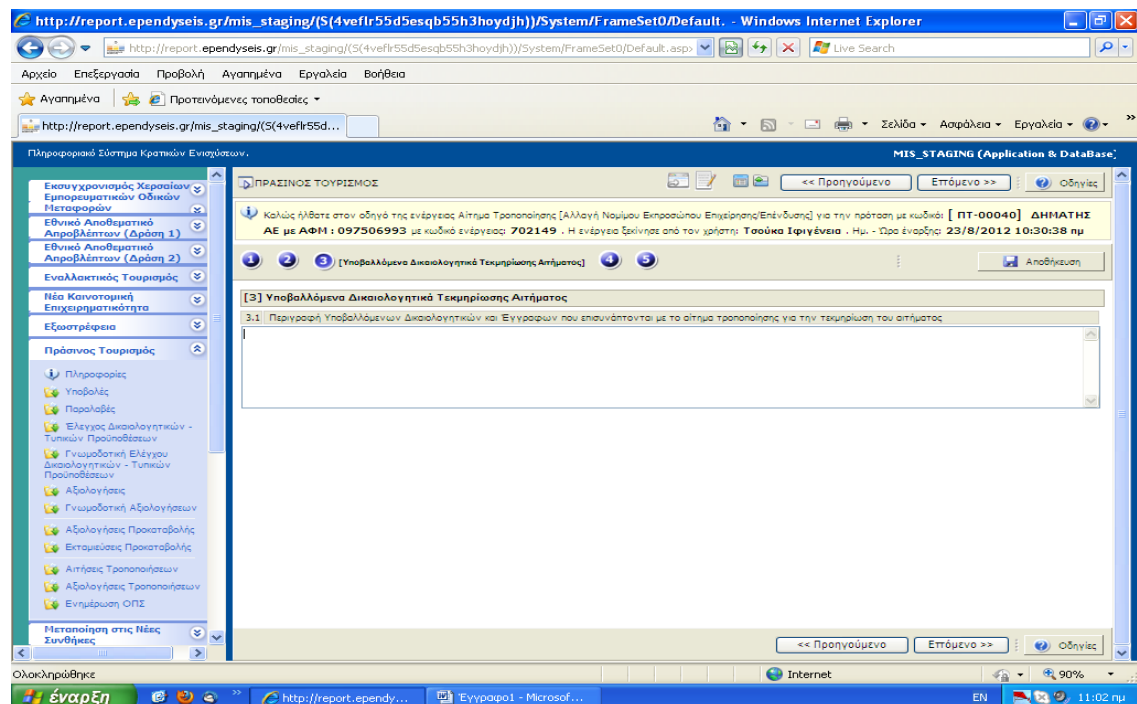 http://report.ependyseis.gr/mis_staging/(S(4veflr55d5esqb55h3hoydjh))/System/FrameSet0/Default. - Windows Internet Explorer
http://report.ependyseis.gr/mis_staging/(S(4veflr55d5esqb55h3hoydjh))/System/FrameSet0/Default.asp
Live Search
Αρχείο Επεξεργασία Προβολή Αγαπημένα Εργαλεία Βοήθεια
Αγαπημένα Προτεινόμενες τοποθεσίες
http://report.ependyseis.gr/mis_staging/(S(4veflr55d...
Σελίδα Ασφάλεια Εργαλεία
Πληροφοριακό Σύστημα Κρατικών Ενισχύσεων.
MIS_STAGING (Application & DataBase)
Εκσυγχρονισμός Χερσαίων
Εμπορευματικών Οδικών
Μεταφορών
Εθνικό Αποθεματικό
Απροβλέπτων (Δράση 1)
Εθνικό Αποθεματικό
Απροβλέπτων (Δράση 2)
Εναλλακτικός Τουρισμός
Νέα Καινοτομική
Επιχειρηματικότητα
Εξωστρέφεια
Πράσινος Τουρισμός
Πληροφορίες
Υποβολές
Παραλαβές
Έλεγχος Δικαιολογητικών -
Τυπικών Προϋποθέσεων
Γνωμοδοτική Ελέγχου
Δικαιολογητικών - Τυπικών
Προϋποθέσεων
Αξιολογήσεις
Γνωμοδοτική Αξιολογήσεων
Αξιολογήσεις Προκαταβολής
Εκταμιεύσεις Προκαταβολής
Αιτήσεις Τροποποιήσεων
Αξιολογήσεις Τροποποιήσεων
Ενημέρωση ΟΠΣ
Μεταποίηση στις Νέες
Συνθήκες
ΠΡΑΣΙΝΟΣ ΤΟΥΡΙΣΜΟΣ
<< Προηγούμενο Επόμενο >> Οδηγίες
Καλώς ήλθατε στον οδηγό της ενέργειας Αίτημα Τροποποίησης [Αλλαγή Νομίμου Εκπροσώπου Επιχείρησης/Επένδυσης] για την πρόταση με κωδικό: [ ΠΤ-00040] ΔΗΜΑΤΗΣ
ΑΕ με ΑΦΜ : 097506993 με κωδικό ενέργειας: 702149 . Η ενέργεια ξεκίνησε από τον χρήστη: Τσούκα Ιφιγένεια . Ημ. - Ώρα έναρξης: 23/8/2012 10:30:38 πμ
1 2 3 [Υποβαλλόμενα Δικαιολογητικά Τεκμηρίωσης Αιτήματος] 4 5
Αποθήκευση
[3] Υποβαλλόμενα Δικαιολογητικά Τεκμηρίωσης Αιτήματος
3.1 Περιγραφή Υποβαλλόμενων Δικαιολογητικών και Έγγραφων που επισυνάπτονται με το αίτημα τροποποίησης για την τεκμηρίωση του αιτήματος
<< Προηγούμενο Επόμενο >> Οδηγίες
Ολοκληρώθηκε
Internet
90%
έναρξη
http://report.ependy...
Έγγραφο1 - Microsof...
EN
11:02 πμ